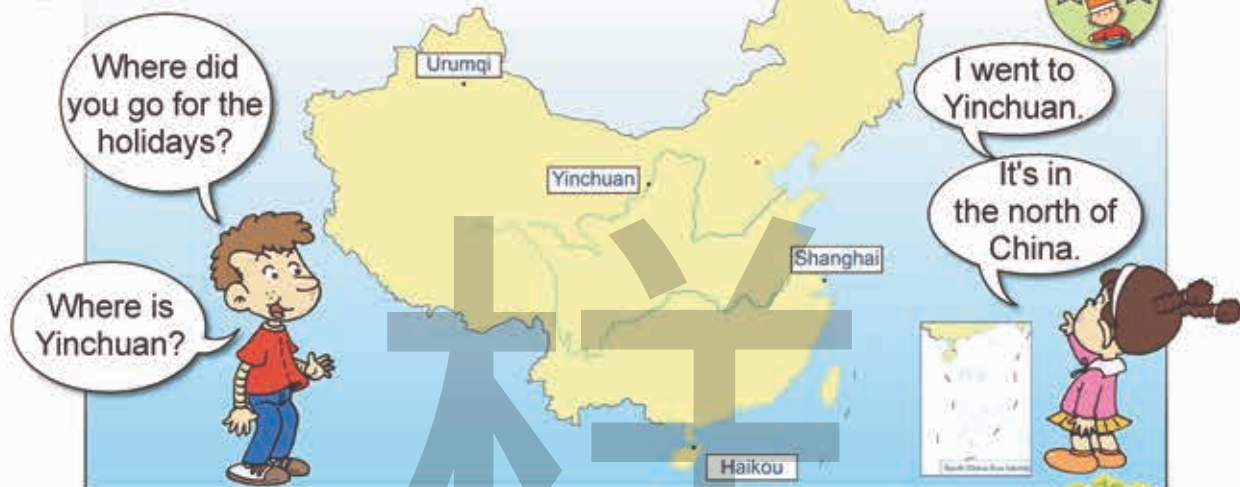 Where did
you go for the
holidays?
I went to
Yinchuan.
Where is
Yinchuan?
It's in
the north of
China.
Urumqi
Yinchuan
Shanghai
Haikou
样